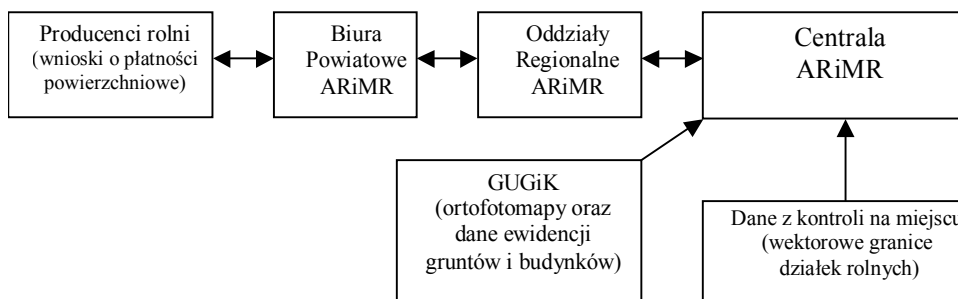 Producenci rolni
(wnioski o płatności
powierzchniowe)
Biura
Powiatowe
ARiMR
Oddziały
Regionalne
ARiMR
Centrala
ARiMR
GUGiK
(ortofotomapy oraz
dane ewidencji
gruntów i budynków)
Dane z kontroli na miejscu
(wektorowe granice
działek rolnych)